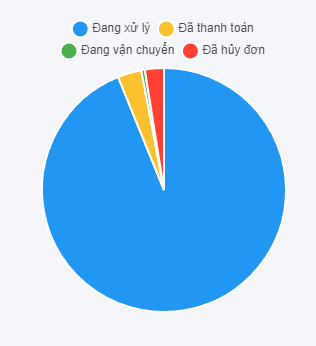 Đang xử lý Đã thanh toán
Đang vận chuyển Đã hủy đơn